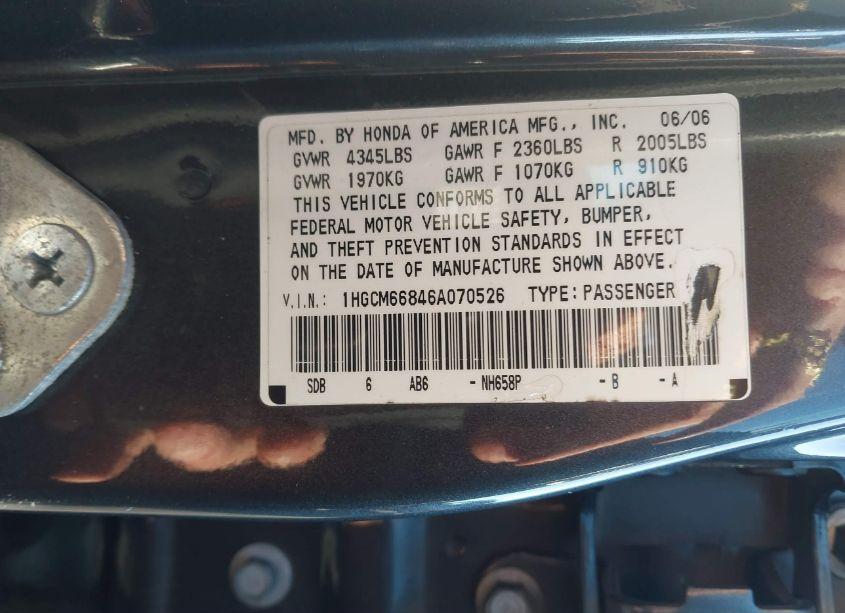 MFD. BY HONDA OF AMERICA MFG., INC. 06/06
GVWR 4345LBS GAWR F 2360LBS R 2005LBS
GVWR 1970KG GAWR F 1070KG R 910KG
THIS VEHICLE CONFORMS TO ALL APPLICABLE
FEDERAL MOTOR VEHICLE SAFETY, BUMPER,
AND THEFT PREVENTION STANDARDS IN EFFECT
ON THE DATE OF MANUFACTURE SHOWN ABOVE.
V.I.N.: 1HGCM66846A070526 TYPE: PASSENGER
SDB 6 AB6 - NH658P - B - A